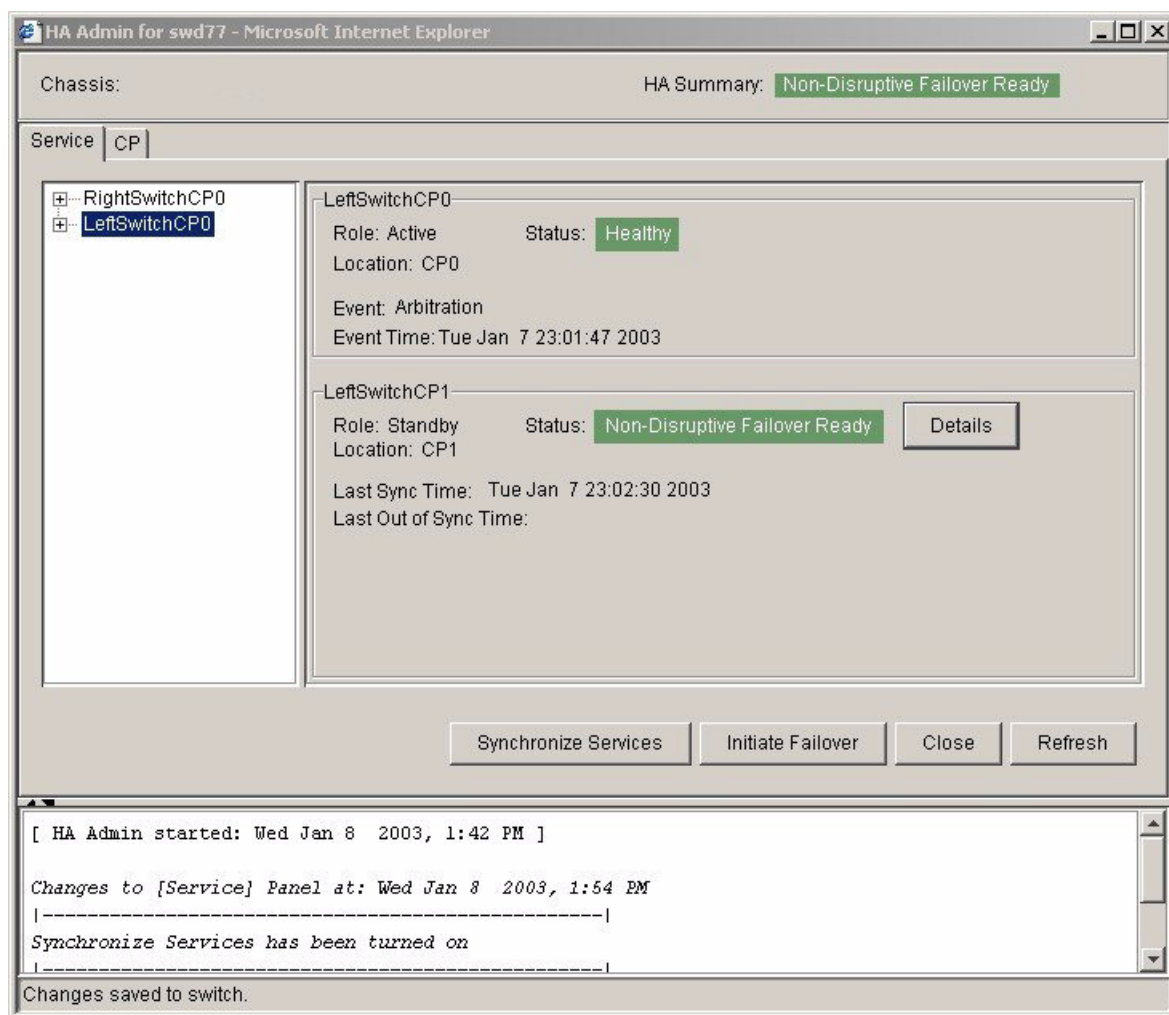 HA Admin for swd77 - Microsoft Internet Explorer
Chassis:
HA Summary: Non-Disruptive Failover Ready
Service CP
RightSwitchCP0
LeftSwitchCP0
LeftSwitchCP0
Role: Active Status: Healthy
Location: CP0
Event: Arbitration
Event Time: Tue Jan 7 23:01:47 2003
LeftSwitchCP1
Role: Standby Status: Non-Disruptive Failover Ready Details
Location: CP1
Last Sync Time: Tue Jan 7 23:02:30 2003
Last Out of Sync Time:
Synchronize Services Initiate Failover Close Refresh
[ HA Admin started: Wed Jan 8 2003, 1:42 PM ]
Changes to [Service] Panel at: Wed Jan 8 2003, 1:54 PM
|--------------------------------------------------|
Synchronize Services has been turned on
|--------------------------------------------------|
Changes saved to switch.